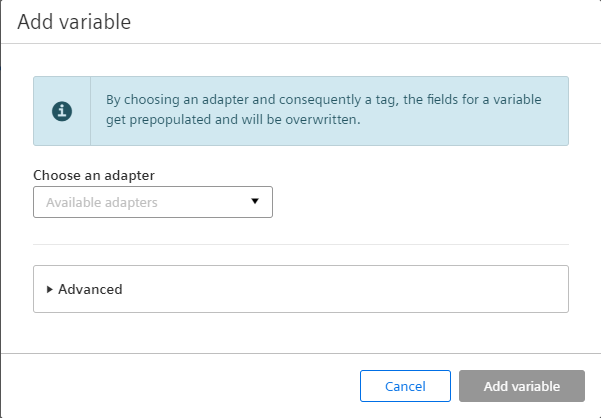 Add variable
By choosing an adapter and consequently a tag, the fields for a variable
get prepopulated and will be overwritten.
Choose an adapter
Available adapters
Advanced
Cancel
Add variable